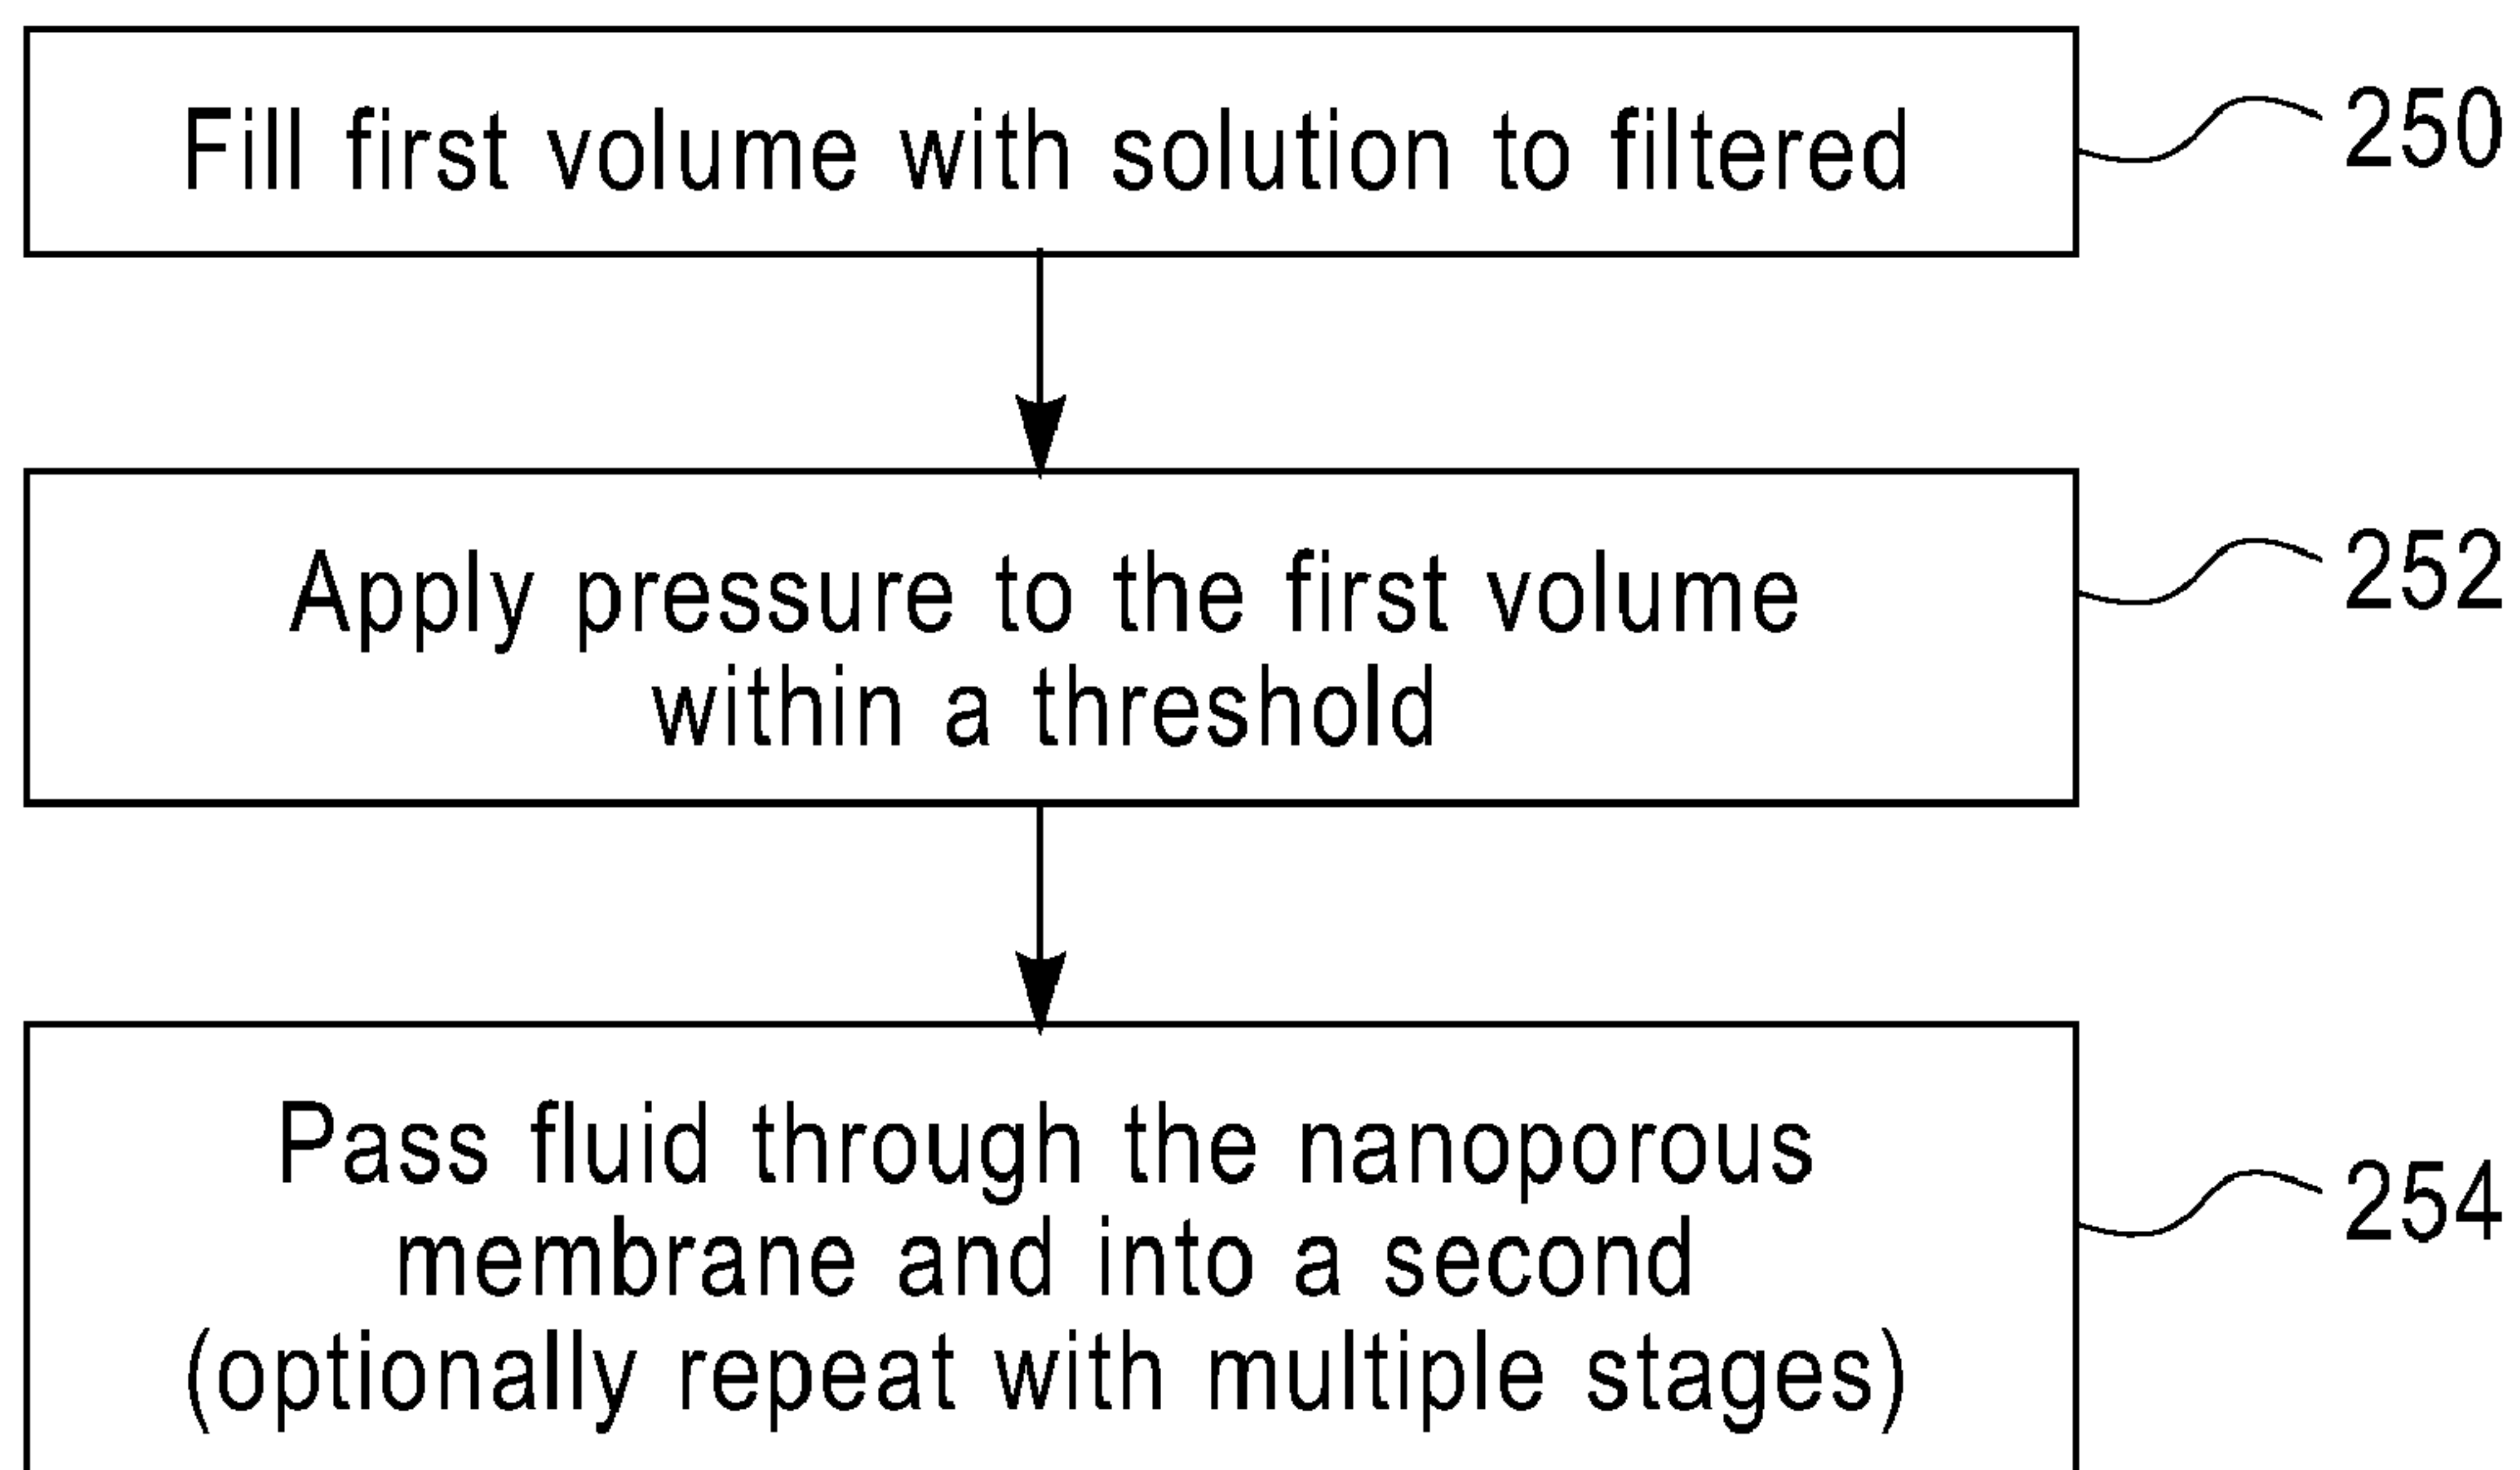 Fill first volume with solution to filtered
250
Apply pressure to the first volume
within a threshold
252
Pass fluid through the nanoporous
membrane and into a second
(optionally repeat with multiple stages)
254